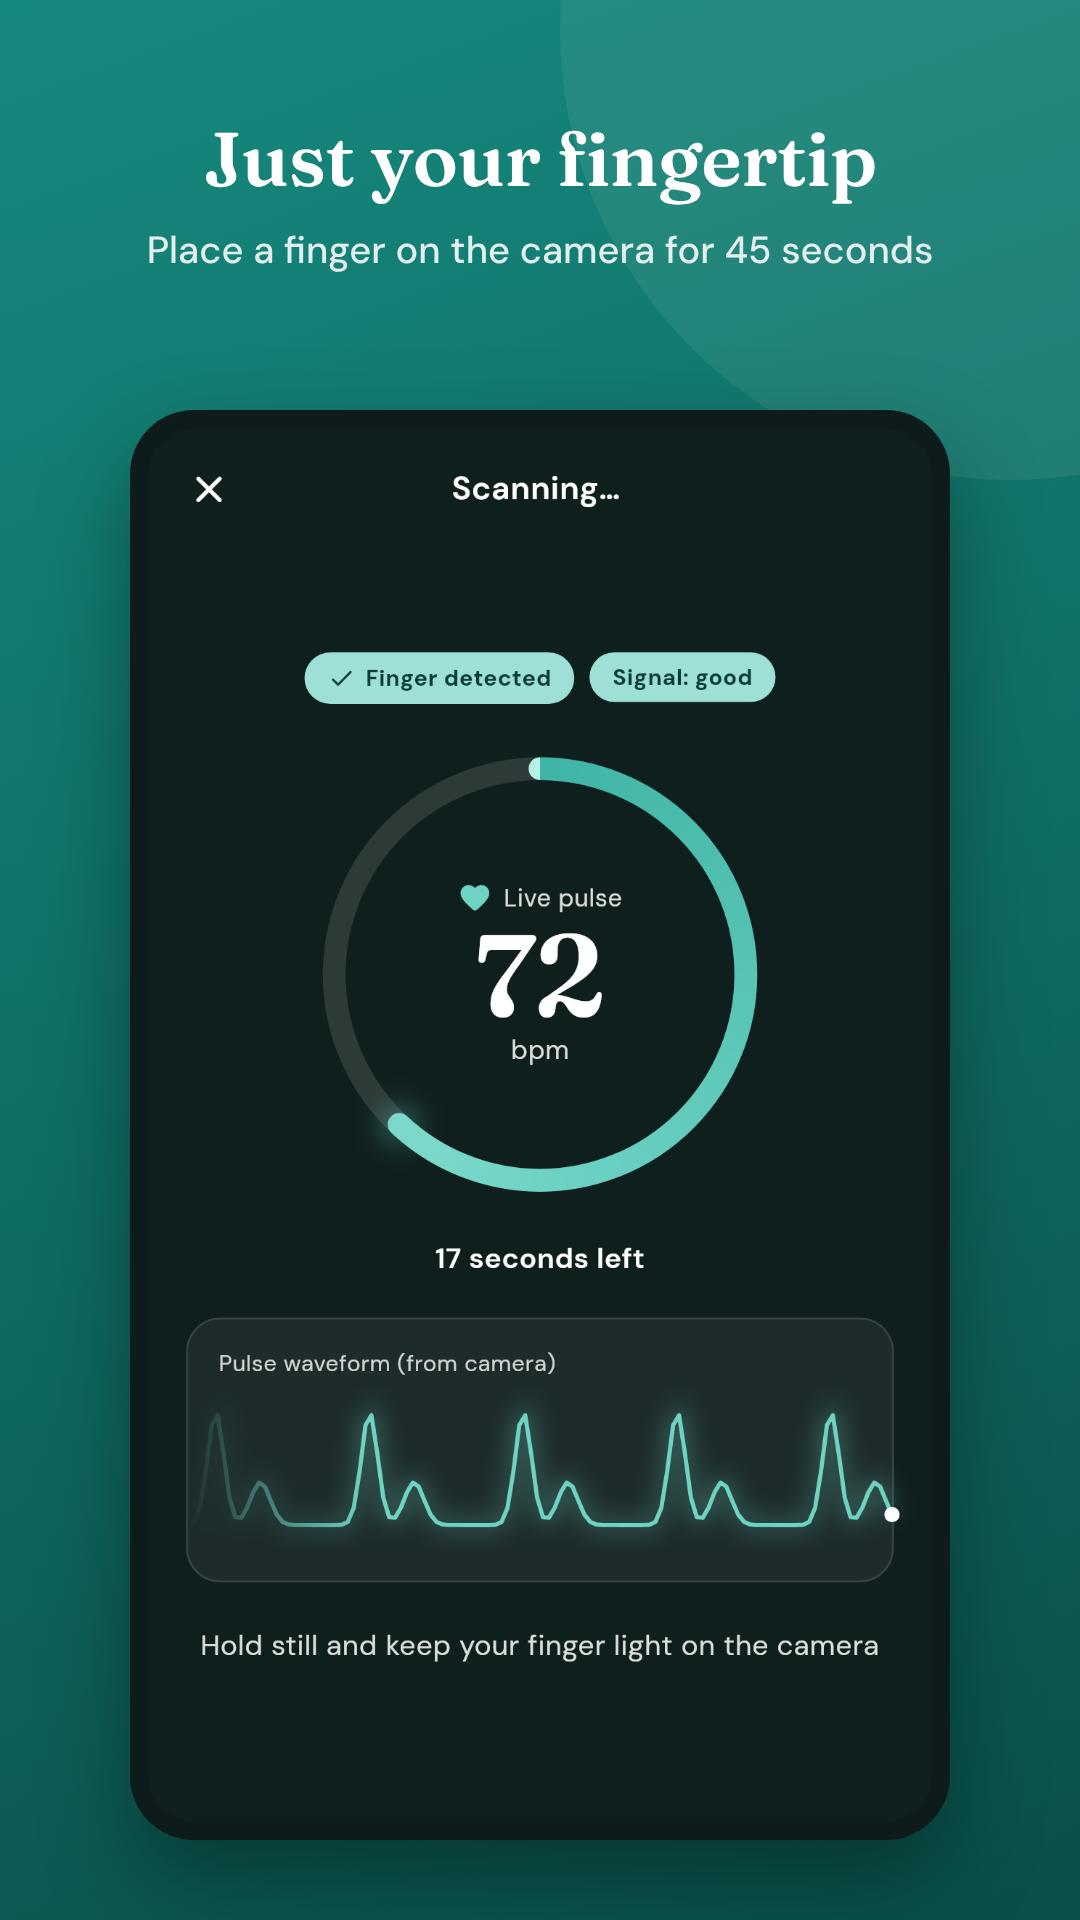 Just your fingertip
Place a finger on the camera for 45 seconds
Scanning…
Finger detected
Signal: good
Live pulse
72
bpm
17 seconds left
Pulse waveform (from camera)
Hold still and keep your finger light on the camera